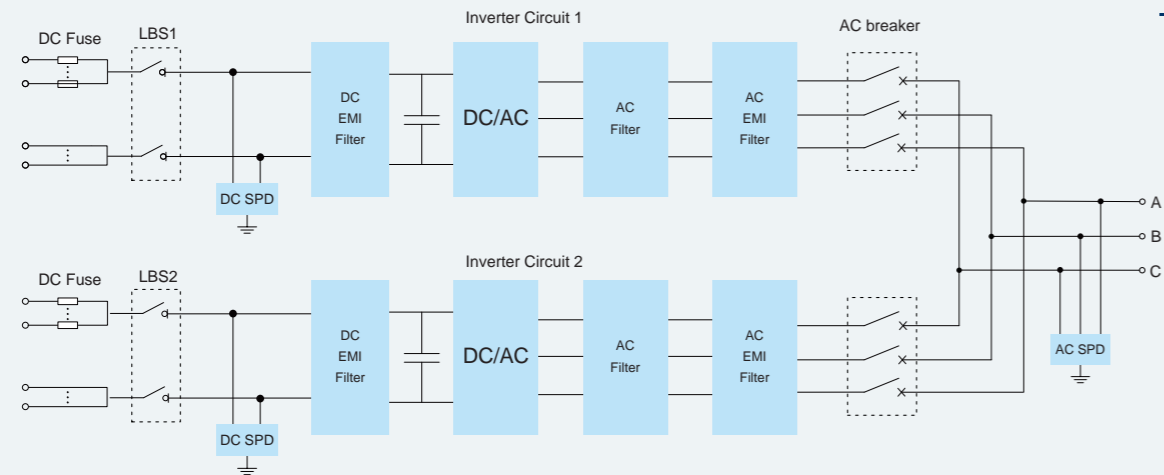 Inverter Circuit 1
DC Fuse
LBS1
AC breaker
DC
EMI
Filter
DC/AC
AC
Filter
AC
EMI
Filter
DC SPD
A
B
C
Inverter Circuit 2
DC Fuse
LBS2
DC
EMI
Filter
DC/AC
AC
Filter
AC
EMI
Filter
AC SPD
DC SPD